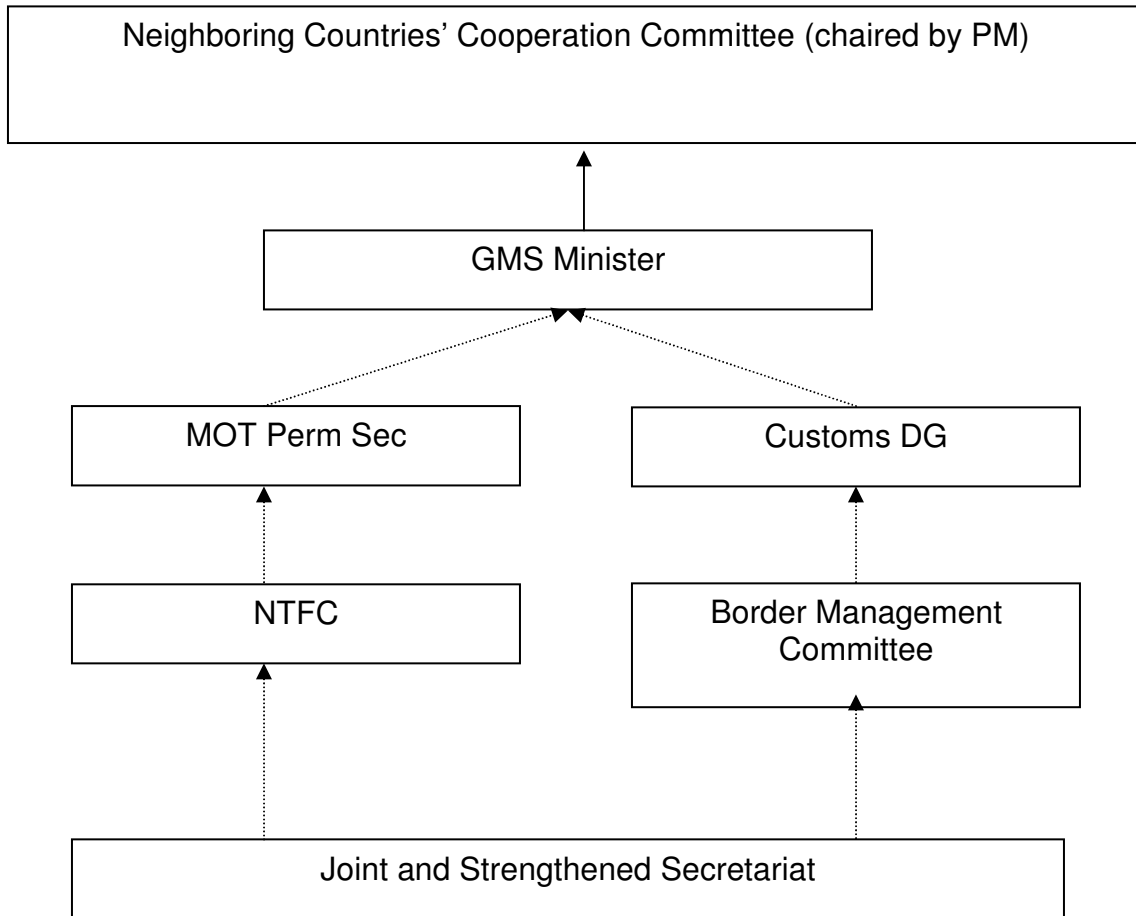 Neighboring Countries’ Cooperation Committee (chaired by PM)
GMS Minister
MOT Perm Sec
Customs DG
NTFC
Border Management
Committee
Joint and Strengthened Secretariat